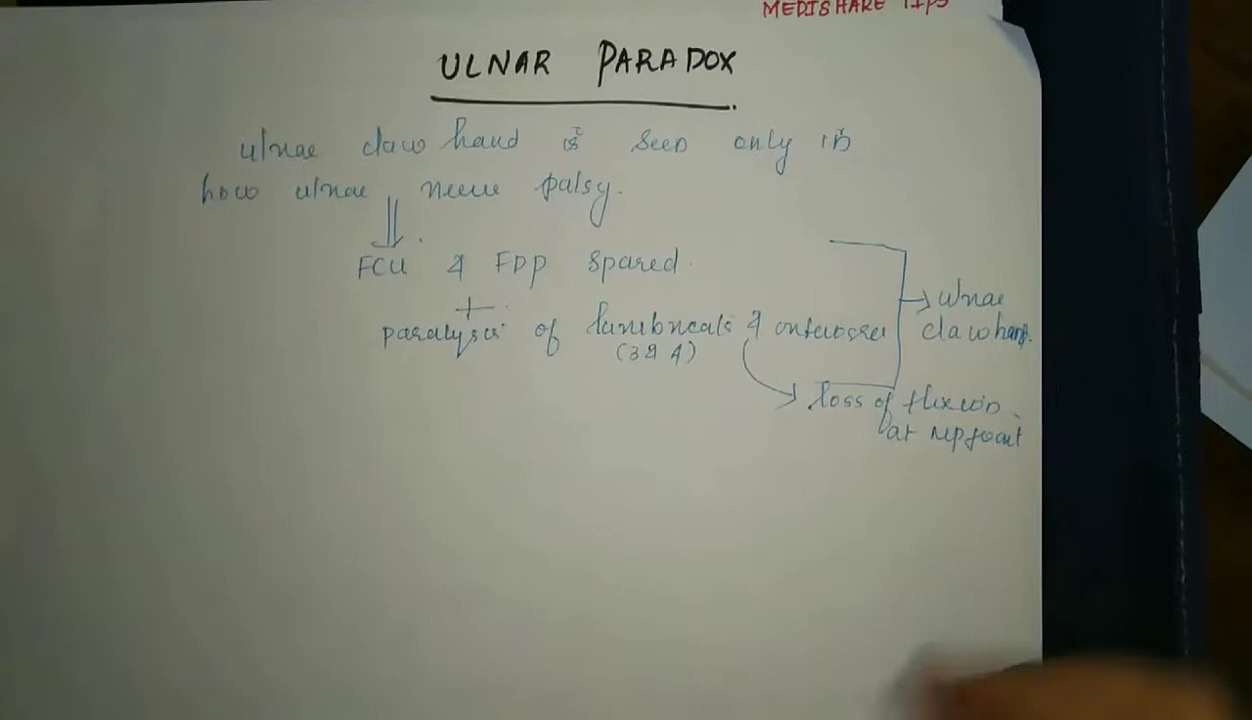 MEDISHARE Tips
ULNAR PARADOX
ulnar claw hand is seen only in
low ulnar nerve palsy.
FCU & FDP spared.
+
paralysis of lumbricals & interossei
(3 & 4)
ulnar
claw hand.
loss of flexion
at mp joint